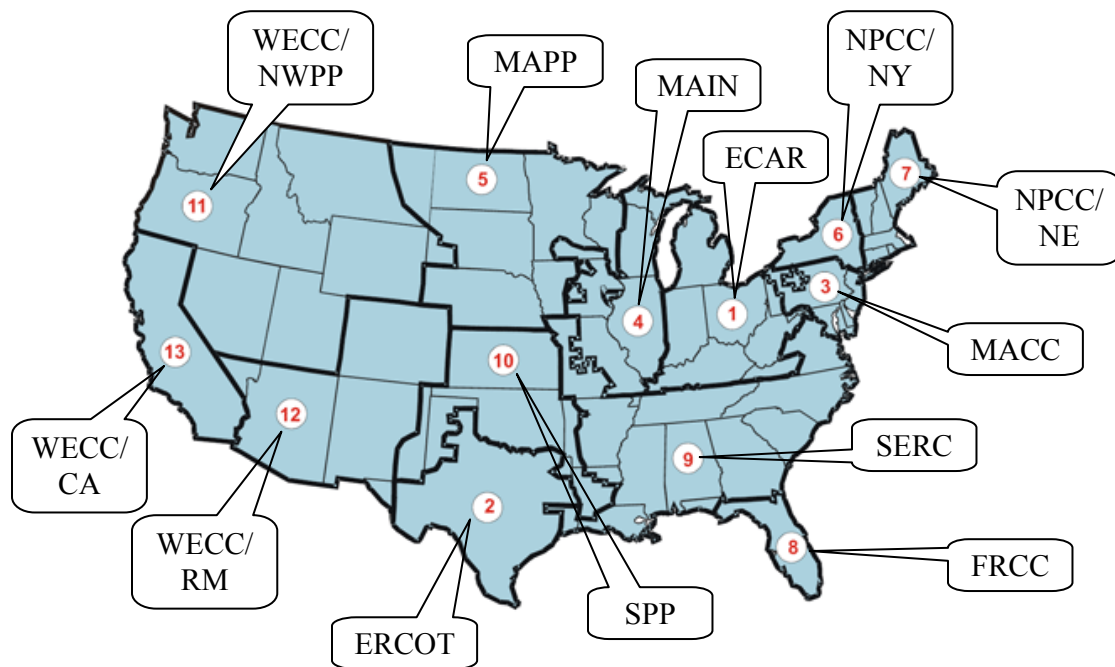 WECC/
NWPP
MAPP
MAIN
NPCC/
NY
ECAR
NPCC/
NE
5
7
11
6
3
4
1
13
10
MACC
12
WECC/
CA
9
SERC
2
WECC/
RM
8
FRCC
SPP
ERCOT